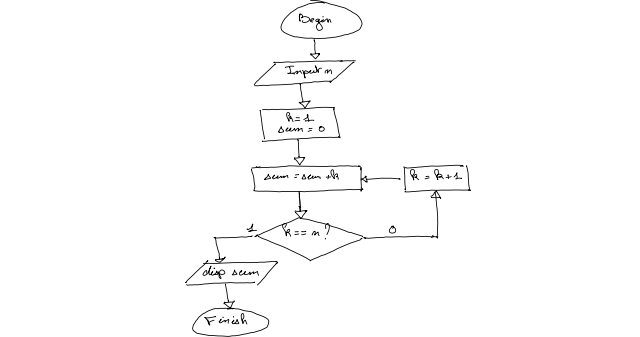 Begin
Input n
k=1
sum = 0
sum = sum + k
k = k+1
k == n ?
1
0
disp sum
Finish